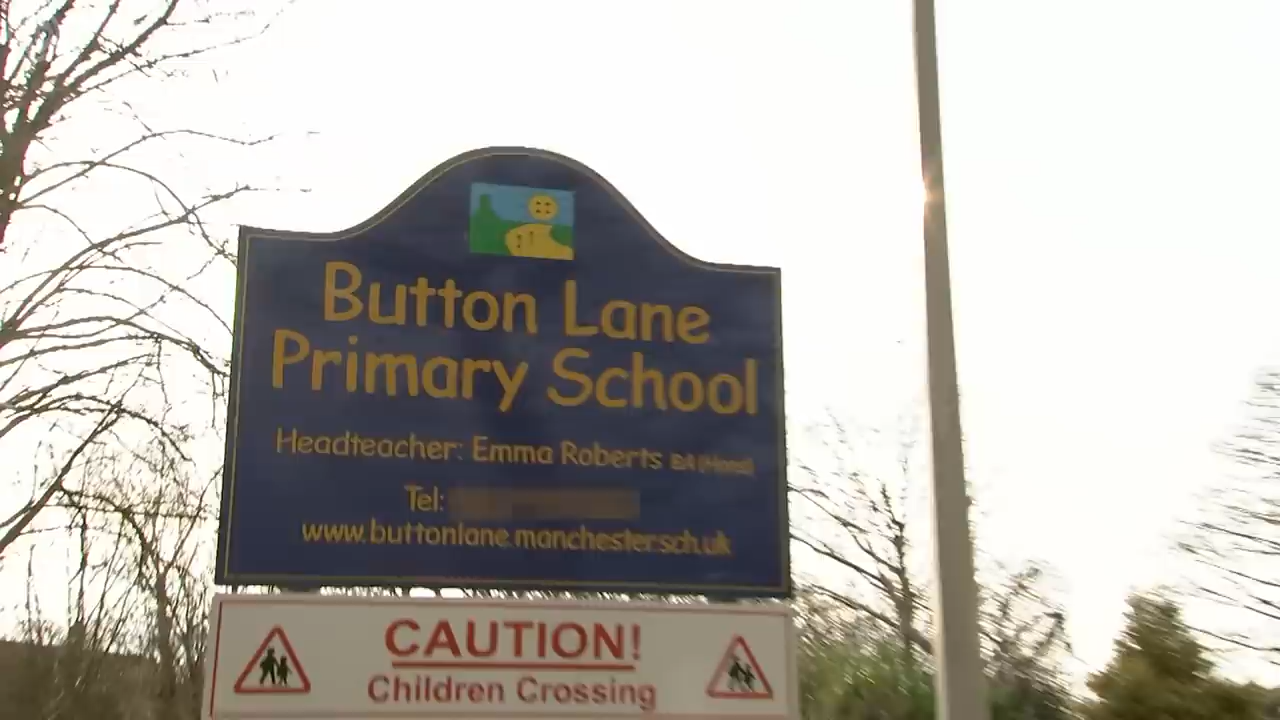 Button Lane
Primary School
Headteacher: Emma Roberts BA (Hons)
Tel:
www.buttonlane.manchester.sch.uk
CAUTION!
Children Crossing